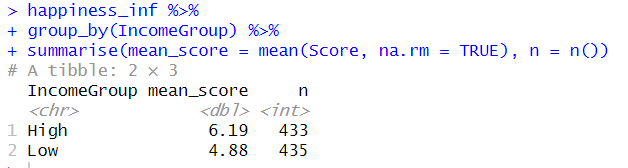 > happiness_inf %>%
+ group_by(IncomeGroup) %>%
+ summarise(mean_score = mean(Score, na.rm = TRUE), n = n())
# A tibble: 2 × 3
IncomeGroup mean_score n
<chr> <dbl> <int>
1 High 6.19 433
2 Low 4.88 435